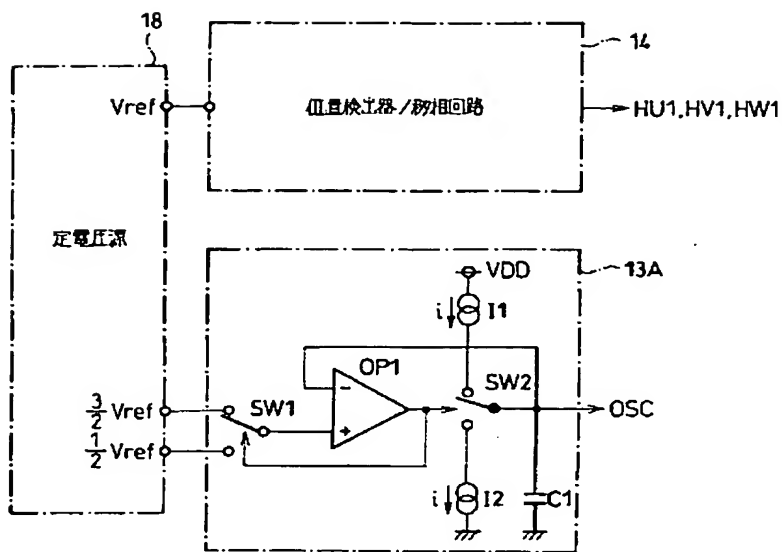 18
14
Vref
位置検出器/移相回路
HU1,HV1,HW1
定電圧源
VDD
13A
i
I1
OP1
SW2
-
+
SW1
3/2 Vref
OSC
1/2 Vref
i
I2
C1